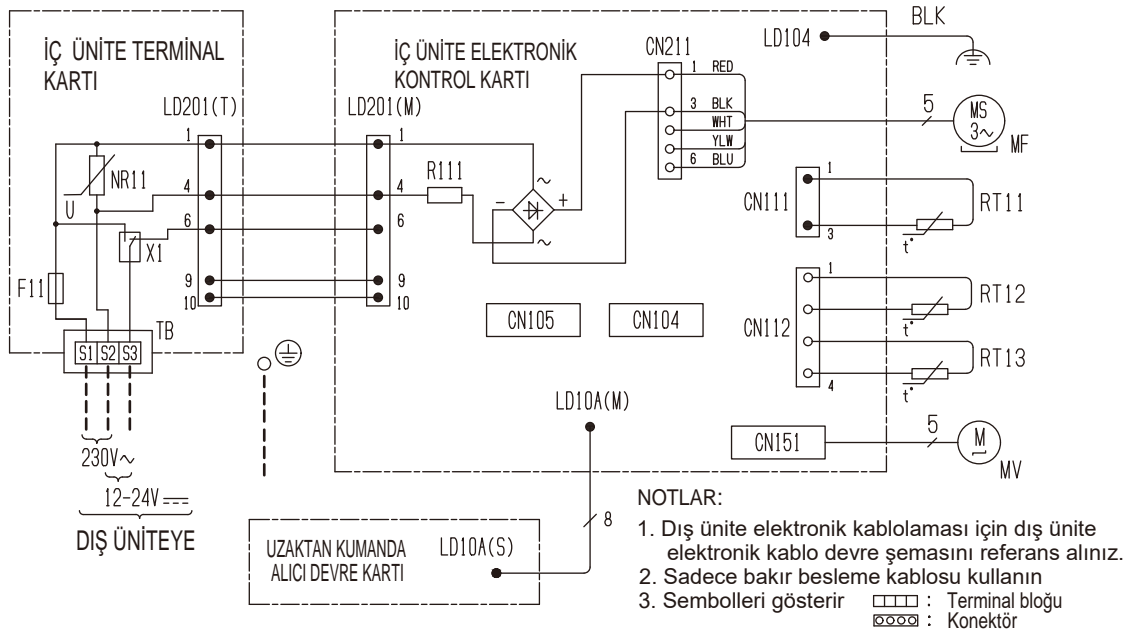 İÇ ÜNİTE TERMİNAL
KARTI
LD201(T)
1
4
6
9
10
NR11
U
X1
F11
TB
S1 S2 S3
230V~
12-24V
DIŞ ÜNİTEYE
İÇ ÜNİTE ELEKTRONİK
KONTROL KARTI
LD201(M)
1
4
6
9
10
R111
~
- +
~
CN211
1 RED
3 BLK
WHT
YLW
6 BLU
LD104
BLK
5
MS
3~
MF
CN111
1
3
t°
RT11
CN112
1
4
t°
RT12
t°
RT13
CN105
CN104
LD10A(M)
CN151
5
M
MV
8
UZAKTAN KUMANDA
ALICI DEVRE KARTI
LD10A(S)
NOTLAR:
1. Dış ünite elektronik kablolaması için dış ünite
elektronik kablo devre şemasını referans alınız.
2. Sadece bakır besleme kablosu kullanın
3. Sembolleri gösterir : Terminal bloğu
: Konektör